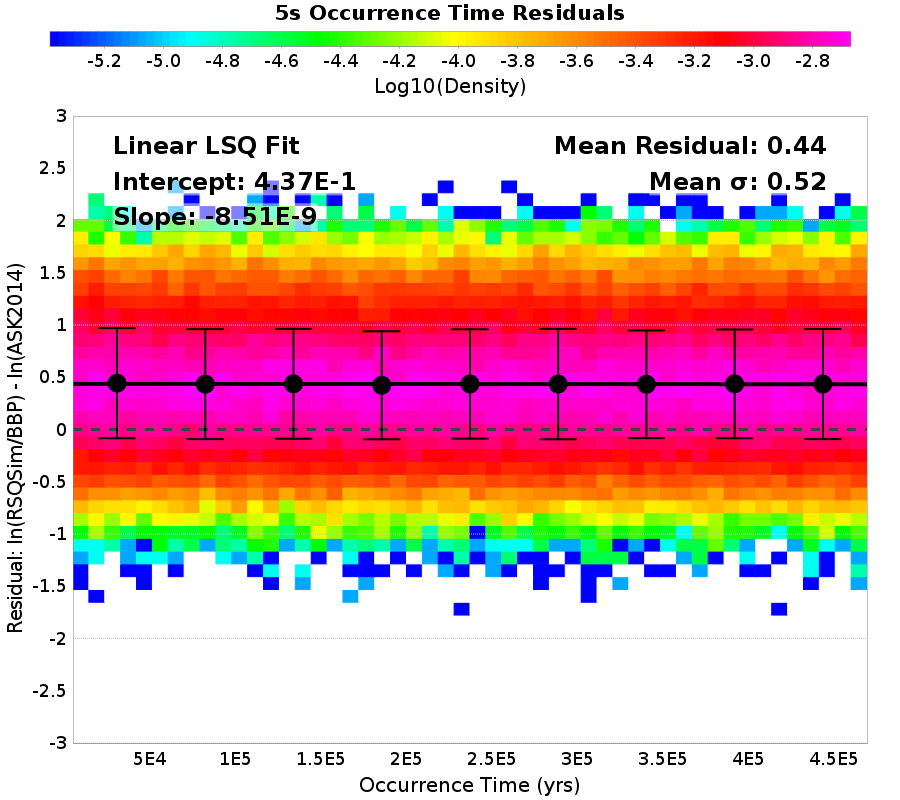 5s Occurrence Time Residuals
-5.2 -5.0 -4.8 -4.6 -4.4 -4.2 -4.0 -3.8 -3.6 -3.4 -3.2 -3.0 -2.8
Log10(Density)
Linear LSQ Fit
Intercept: 4.37E-1
Slope: -8.51E-9
Mean Residual: 0.44
Mean σ: 0.52
Residual: ln(RSQSim/BBP) - ln(ASK2014)
3
2.5
2
1.5
1
0.5
0
-0.5
-1
-1.5
-2
-2.5
-3
5E4 1E5 1.5E5 2E5 2.5E5 3E5 3.5E5 4E5 4.5E5
Occurrence Time (yrs)